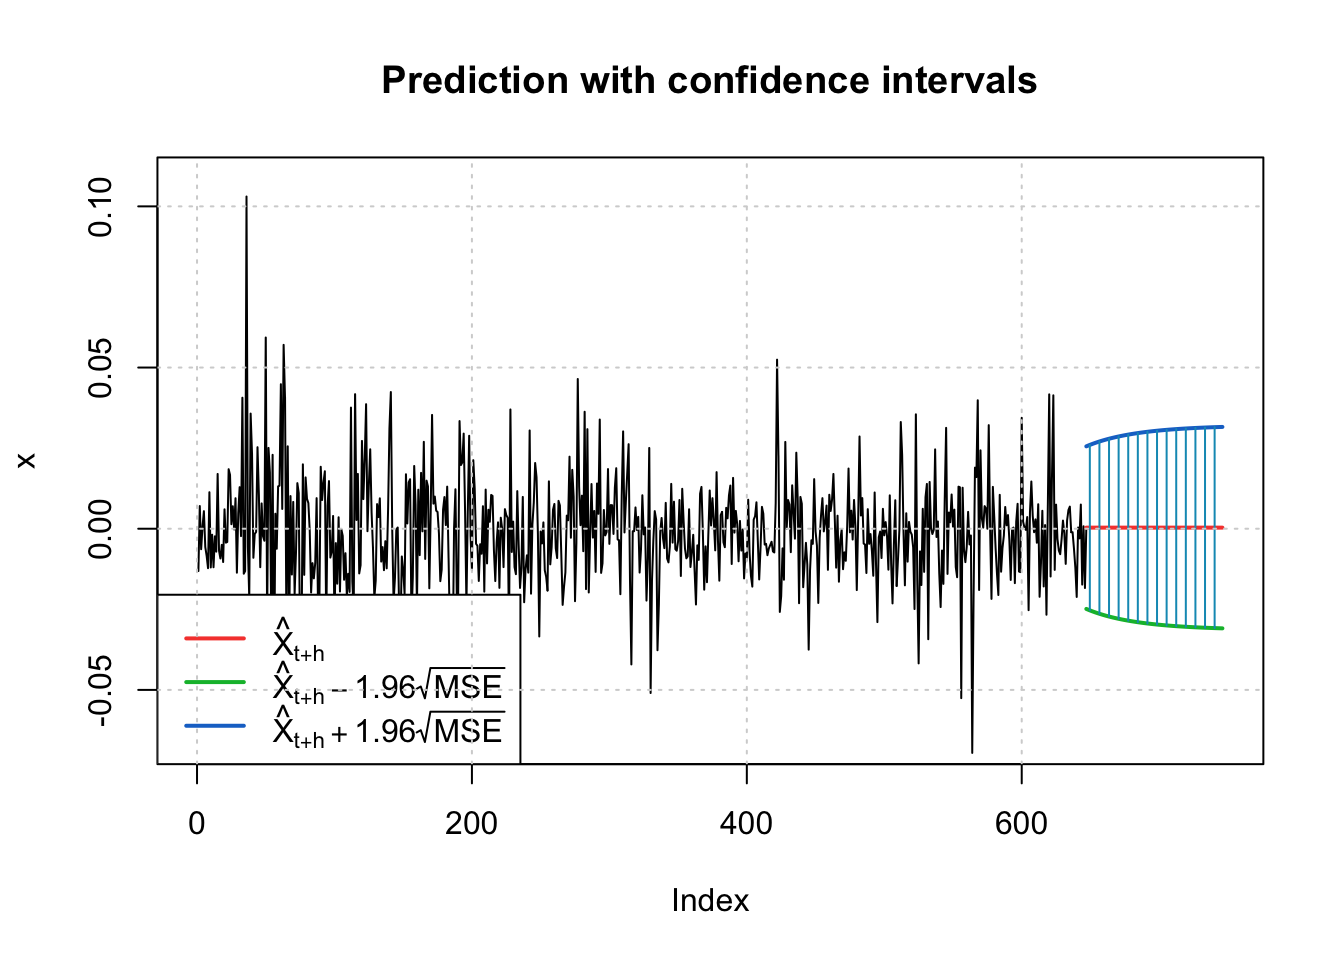 Prediction with confidence intervals
x
0.10
0.05
0.00
-0.05
X̂t+h
X̂t+h − 1.96√MSE
X̂t+h + 1.96√MSE
0 200 400 600
Index